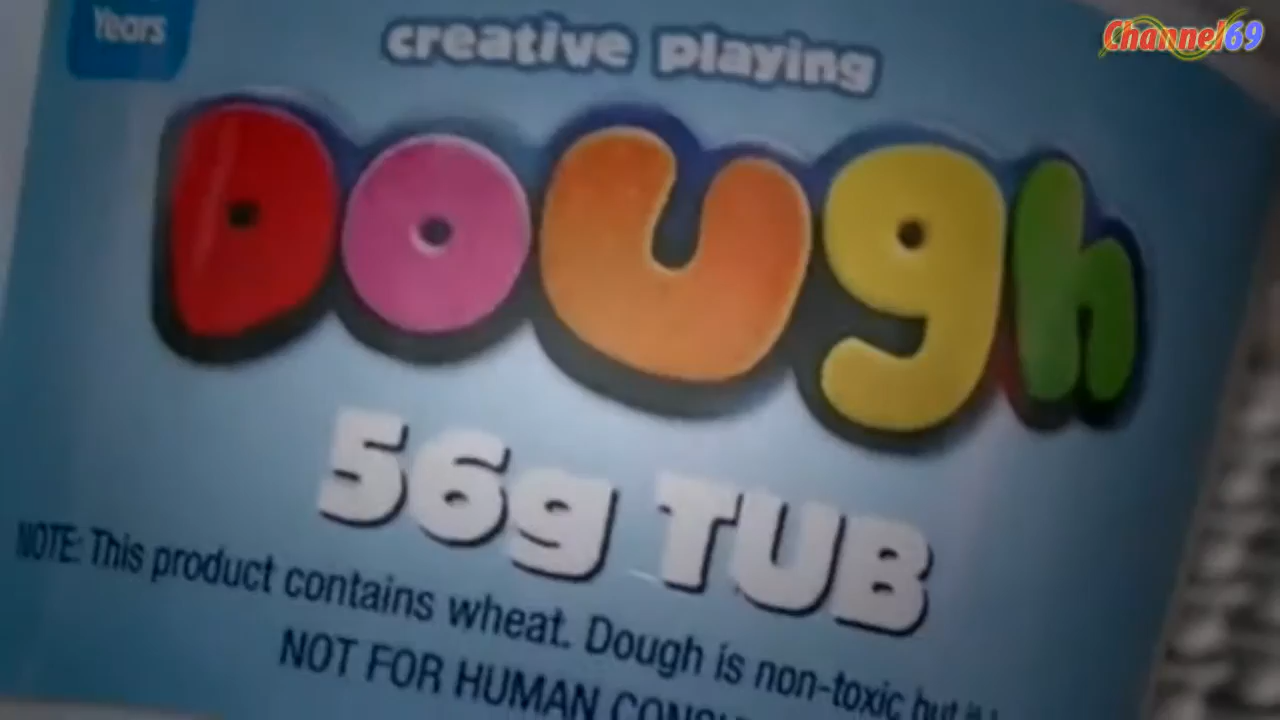 Years
Channel69
creative playing
Dough
56g TUB
NOTE: This product contains wheat. Dough is non-toxic but
NOT FOR HUMAN